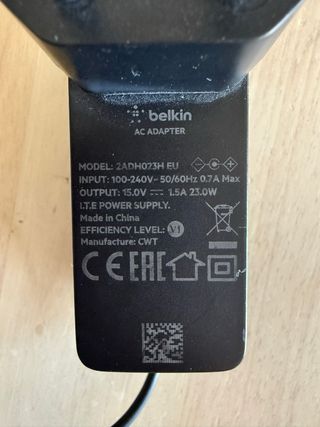 belkin
AC ADAPTER
MODEL: 2ADH023H EU
INPUT: 100-240V~50/60Hz 0.7A Max
OUTPUT: 15.0V⎓1.5A 23.0W
I.T.E POWER SUPPLY.
Made in China
EFFICIENCY LEVEL: VI
Manufacture: CWT
CE EAC